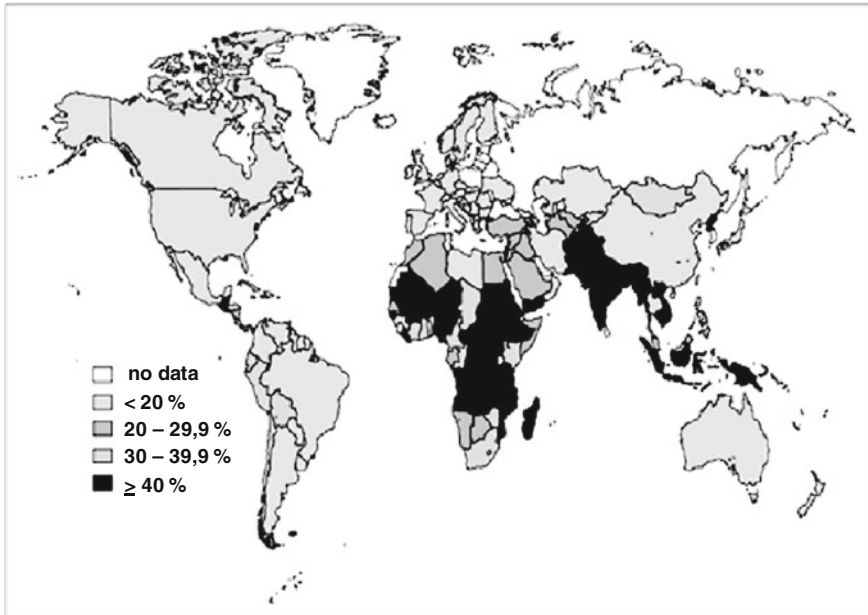 no data
< 20 %
20 – 29,9 %
30 – 39,9 %
≥ 40 %